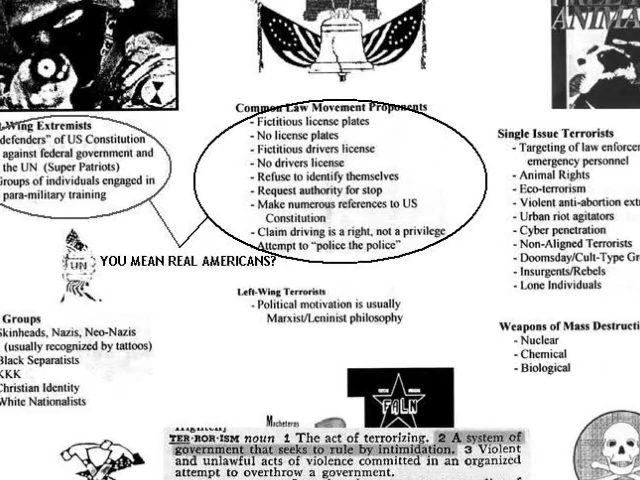 FREE
ANIMA
Common Law Movement Proponents
- Fictitious license plates
- No license plates
- Fictitious drivers license
- No drivers license
- Refuse to identify themselves
- Request authority for stop
- Make numerous references to US
Constitution
- Claim driving is a right, not a privilege
- Attempt to "police the police"
t-Wing Extremists
defenders" of US Constitution
against federal government and
the UN (Super Patriots)
Groups of individuals engaged in
para-military training
UN
YOU MEAN REAL AMERICANS?
Single Issue Terrorists
- Targeting of law enforcer
emergency personnel
- Animal Rights
- Eco-terrorism
- Violent anti-abortion extr
- Urban riot agitators
- Cyber penetration
- Non-Aligned Terrorists
- Doomsday/Cult-Type Gr
- Insurgents/Rebels
- Lone Individuals
Left-Wing Terrorists
- Political motivation is usually
Marxist/Leninist philosophy
Groups
Skinheads, Nazis, Neo-Nazis
(usually recognized by tattoos)
Black Separatists
KKK
Christian Identity
White Nationalists
Weapons of Mass Destructi
- Nuclear
- Chemical
- Biological
FALN
Macheteros
TER·ROR·ISM noun 1 The act of terrorizing. 2 A system of
government that seeks to rule by intimidation. 3 Violent
and unlawful acts of violence committed in an organized
attempt to overthrow a government.